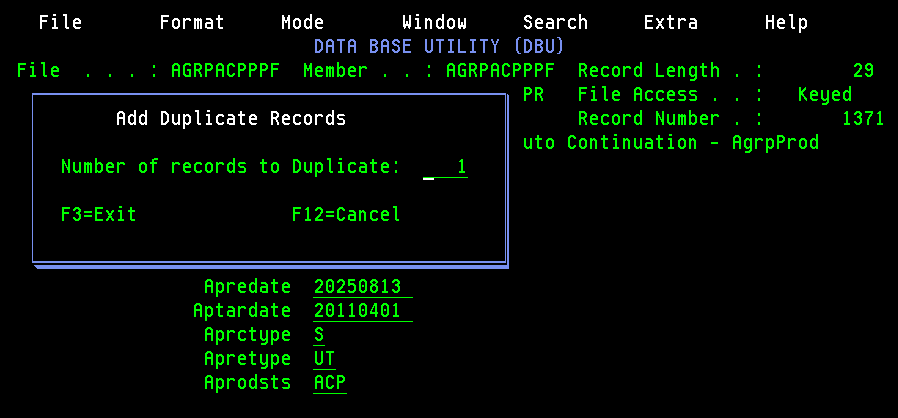 File Format Mode Window Search Extra Help
DATA BASE UTILITY (DBU)
File . . . : AGRPACPPPF Member . . : AGRPACPPPF Record Length . : 29
PR File Access . . : Keyed
Add Duplicate Records Record Number . : 1371
uto Continuation - AgrpProd
Number of records to Duplicate: 1
F3=Exit F12=Cancel
Apredate 20250813
Aptardate 20110401
Aprctype S
Apretype UT
Aprodsts ACP